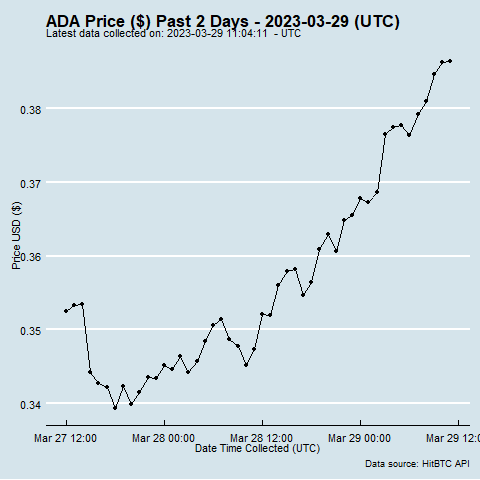 ADA Price ($) Past 2 Days - 2023-03-29 (UTC)
Latest data collected on: 2023-03-29 11:04:11  - UTC
0.38
0.37
0.36
0.35
0.34
Price USD ($)
Mar 27 12:00
Mar 28 00:00
Mar 28 12:00
Mar 29 00:00
Mar 29 12:
Date Time Collected (UTC)
Data source: HitBTC API